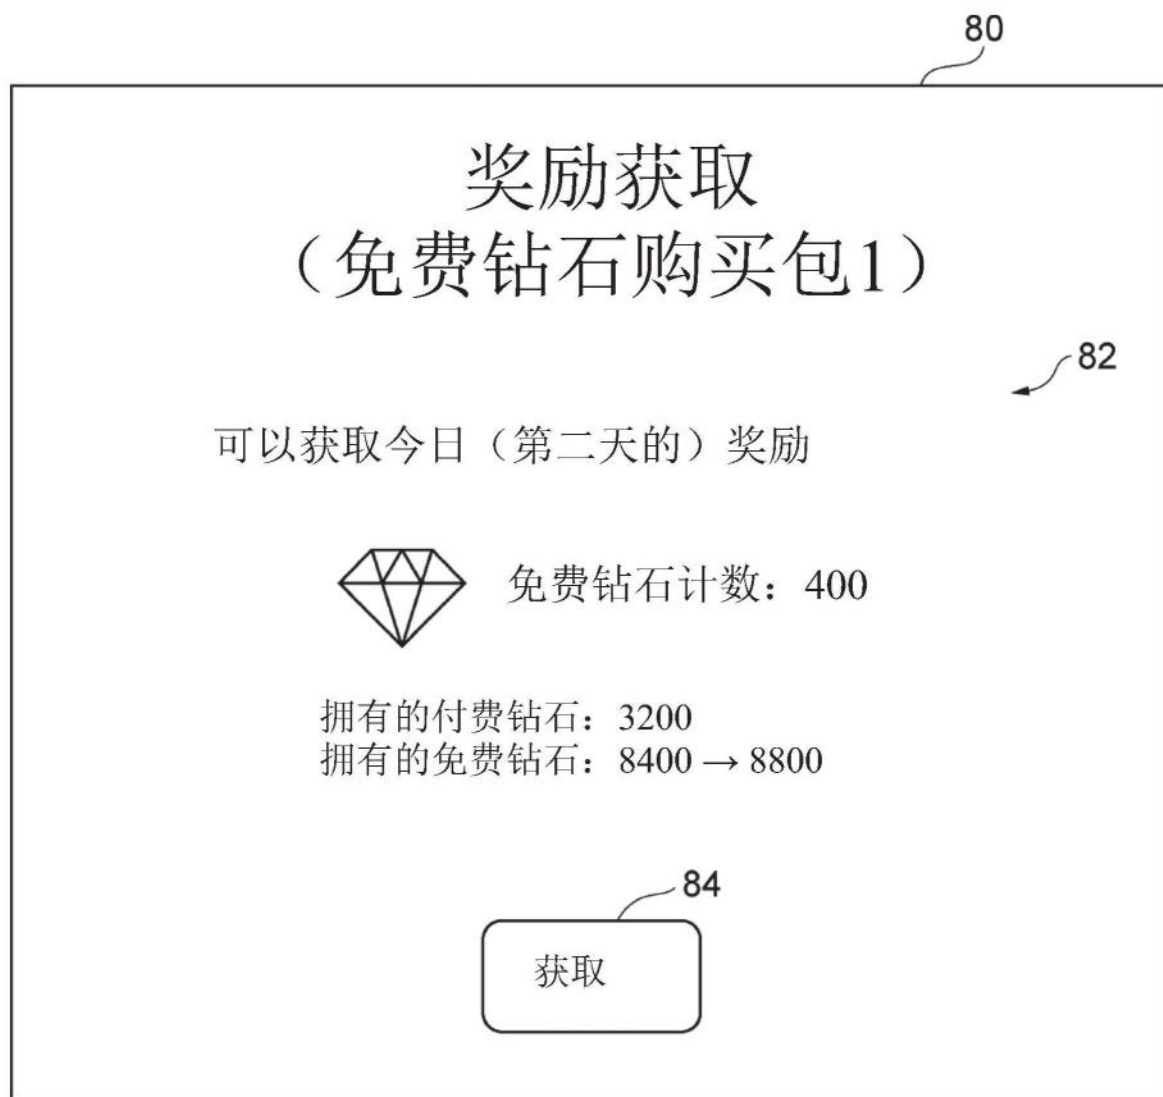 80
奖励获取
（免费钻石购买包1）
82
可以获取今日（第二天的）奖励
免费钻石计数：400
拥有的付费钻石：3200
拥有的免费钻石：8400 → 8800
84
获取